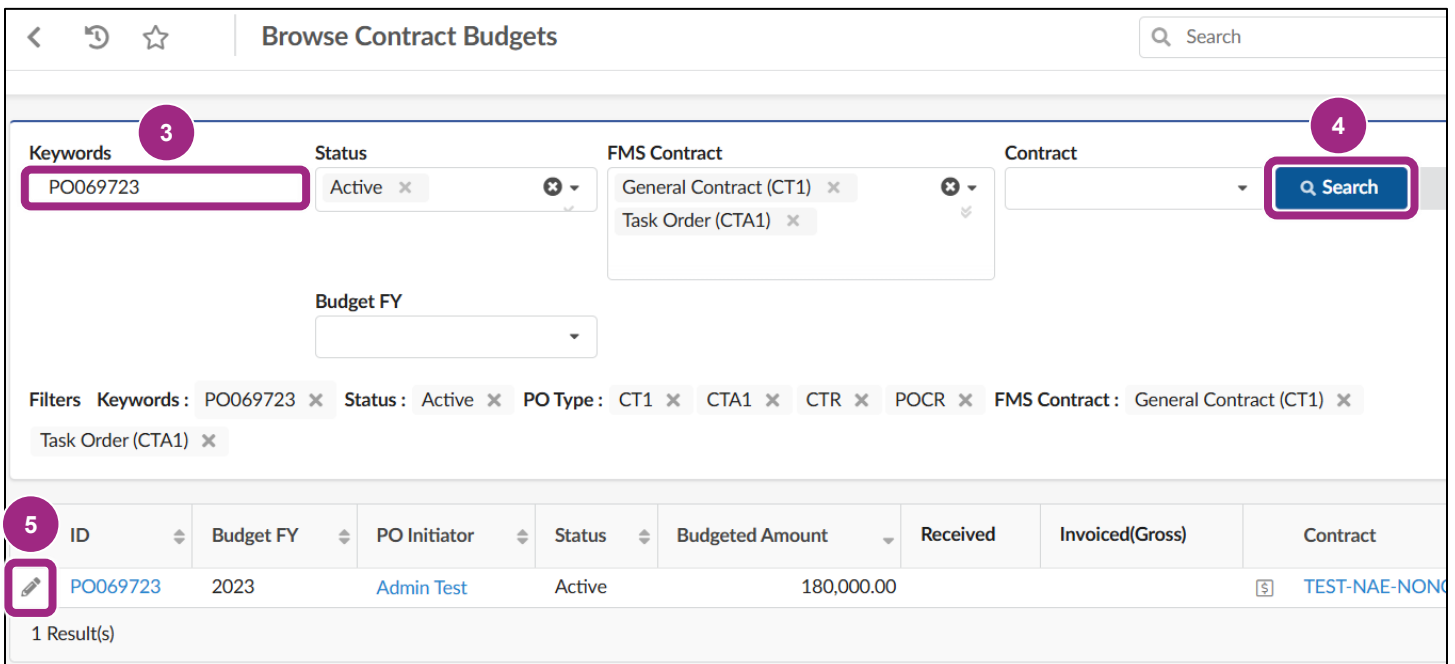 Browse Contract Budgets
Search
3
4
Keywords
Status
FMS Contract
Contract
PO069723
Active
General Contract (CT1)
Task Order (CTA1)
Search
Budget FY
Filters Keywords : PO069723 Status : Active PO Type : CT1 CTA1 CTR POCR FMS Contract : General Contract (CT1)
Task Order (CTA1)
5
ID Budget FY PO Initiator Status Budgeted Amount Received Invoiced(Gross) Contract
PO069723 2023 Admin Test Active 180,000.00 TEST-NAE-NON
1 Result(s)